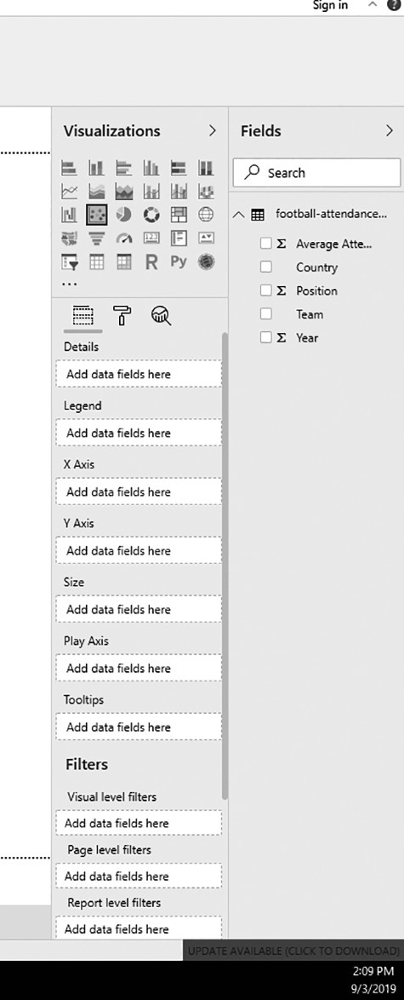 Sign in
?
Visualizations
Fields
Search
football-attendance...
Σ Average Atte...
Country
Σ Position
Team
Σ Year
123
R
Py
...
Details
Add data fields here
Legend
Add data fields here
X Axis
Add data fields here
Y Axis
Add data fields here
Size
Add data fields here
Play Axis
Add data fields here
Tooltips
Add data fields here
Filters
Visual level filters
Add data fields here
Page level filters
Add data fields here
Report level filters
Add data fields here
UPDATE AVAILABLE (CLICK TO DOWNLOAD)
2:09 PM
9/3/2019